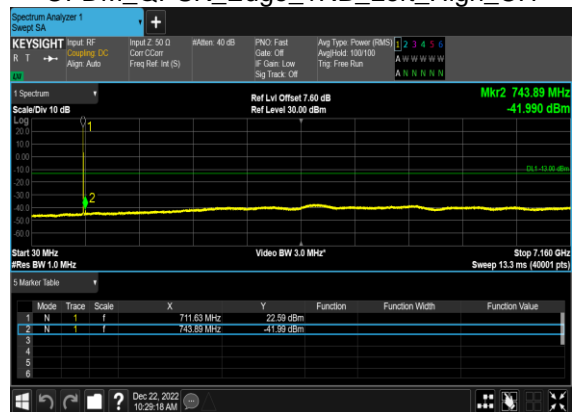 Spectrum Analyzer 1
Swept SA
+
KEYSIGHT Input: RF Input Z: 50 Ω #Atten: 40 dB PNO: Fast Avg Type: Power (RMS) 1 2 3 4 5 6
R T Coupling: DC Corr CCorr Gate: Off Avg|Hold: 100/100 A W W W W W
Align: Auto Freq Ref: Int (S) IF Gain: Low Trig: Free Run
LW Sig Track: Off A N N N N N
1 Spectrum Ref Lvl Offset 7.60 dB Mkr2 743.89 MHz
Scale/Div 10 dB Ref Level 30.00 dBm -41.990 dBm
Log
1
20.0
10.0
0.00
-10.0 DL1 -13.00 dBm
-20.0
-30.0 2
-40.0
-50.0
-60.0
Start 30 MHz Video BW 3.0 MHz* Stop 7.160 GHz
#Res BW 1.0 MHz Sweep 13.3 ms (40001 pts)
5 Marker Table
Mode Trace Scale X Y Function Function Width Function Value
1 N 1 f 711.63 MHz 22.59 dBm
2 N 1 f 743.89 MHz -41.99 dBm
3
4
5
6
? Dec 22, 2022
10:29:18 AM